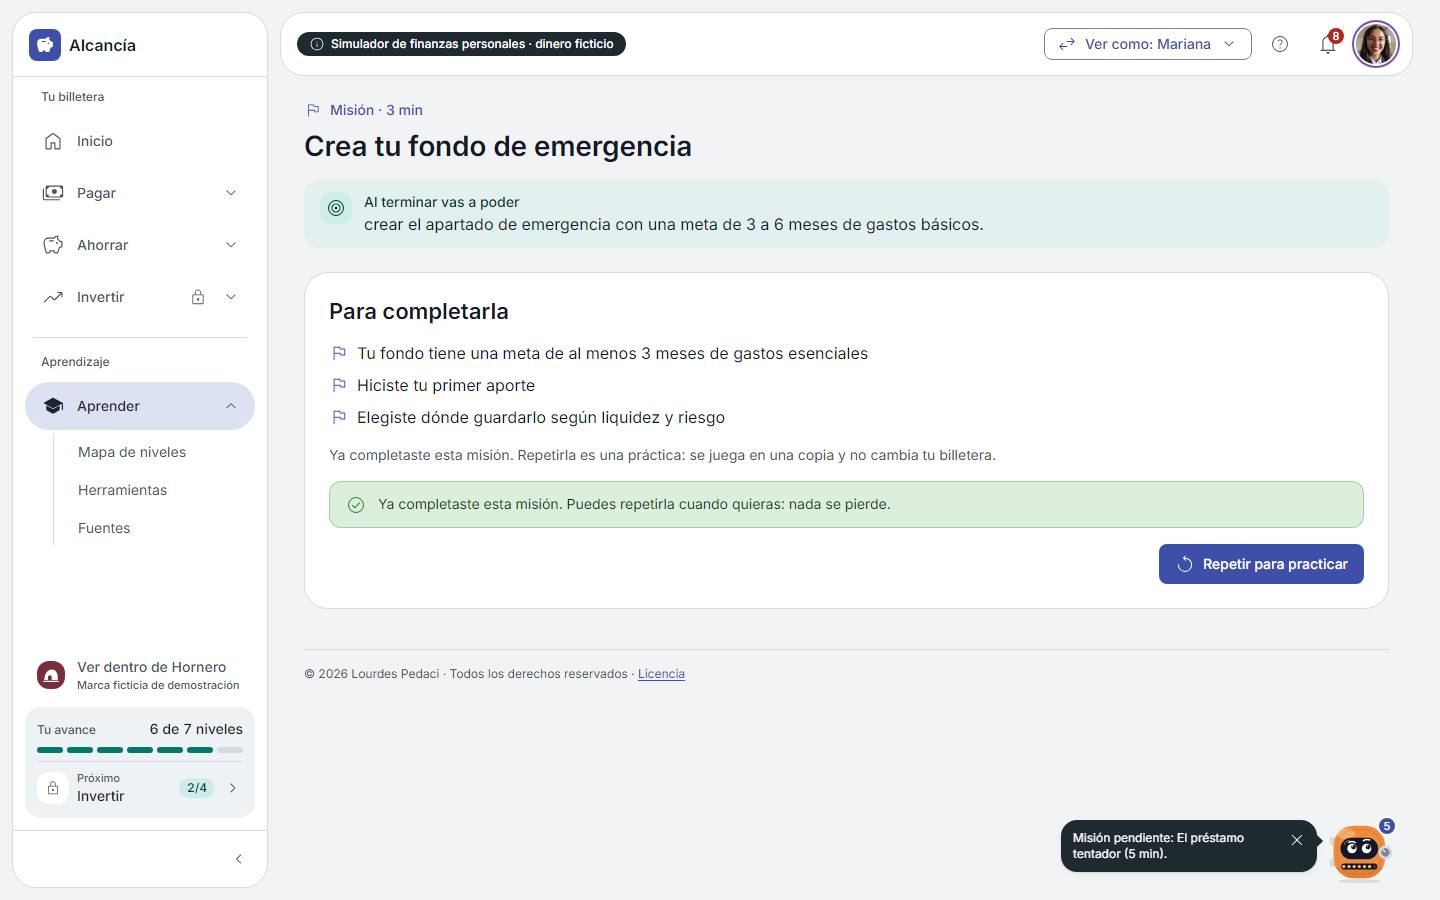 Alcancía
Simulador de finanzas personales · dinero ficticio
Ver como: Mariana
8
Tu billetera
Inicio
Pagar
Ahorrar
Invertir
Aprendizaje
Aprender
Mapa de niveles
Herramientas
Fuentes
Ver dentro de Hornero
Marca ficticia de demostración
Tu avance 6 de 7 niveles
Próximo
Invertir
2/4
Misión · 3 min
Crea tu fondo de emergencia
Al terminar vas a poder
crear el apartado de emergencia con una meta de 3 a 6 meses de gastos básicos.
Para completarla
Tu fondo tiene una meta de al menos 3 meses de gastos esenciales
Hiciste tu primer aporte
Elegiste dónde guardarlo según liquidez y riesgo
Ya completaste esta misión. Repetirla es una práctica: se juega en una copia y no cambia tu billetera.
Ya completaste esta misión. Puedes repetirla cuando quieras: nada se pierde.
Repetir para practicar
© 2026 Lourdes Pedaci · Todos los derechos reservados · Licencia
Misión pendiente: El préstamo
tentador (5 min).
5